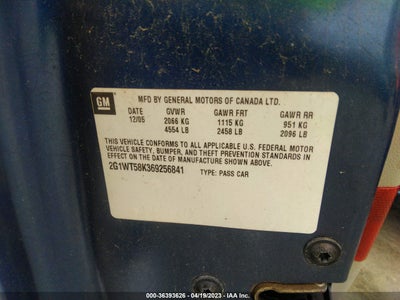 GM
MFD BY GENERAL MOTORS OF CANADA LTD.
DATE GVWR GAWR FRT GAWR RR
12/05 2066 KG 1115 KG 951 KG
4554 LB 2458 LB 2096 LB
THIS VEHICLE CONFORMS TO ALL APPLICABLE U.S. FEDERAL MOTOR
VEHICLE SAFETY, BUMPER, AND THEFT PREVENTION STANDARDS IN
EFFECT ON THE DATE OF MANUFACTURE SHOWN ABOVE.
2G1WT58K369256841
TYPE: PASS CAR
000-36393626 - 04/19/2023 - IAA, Inc.